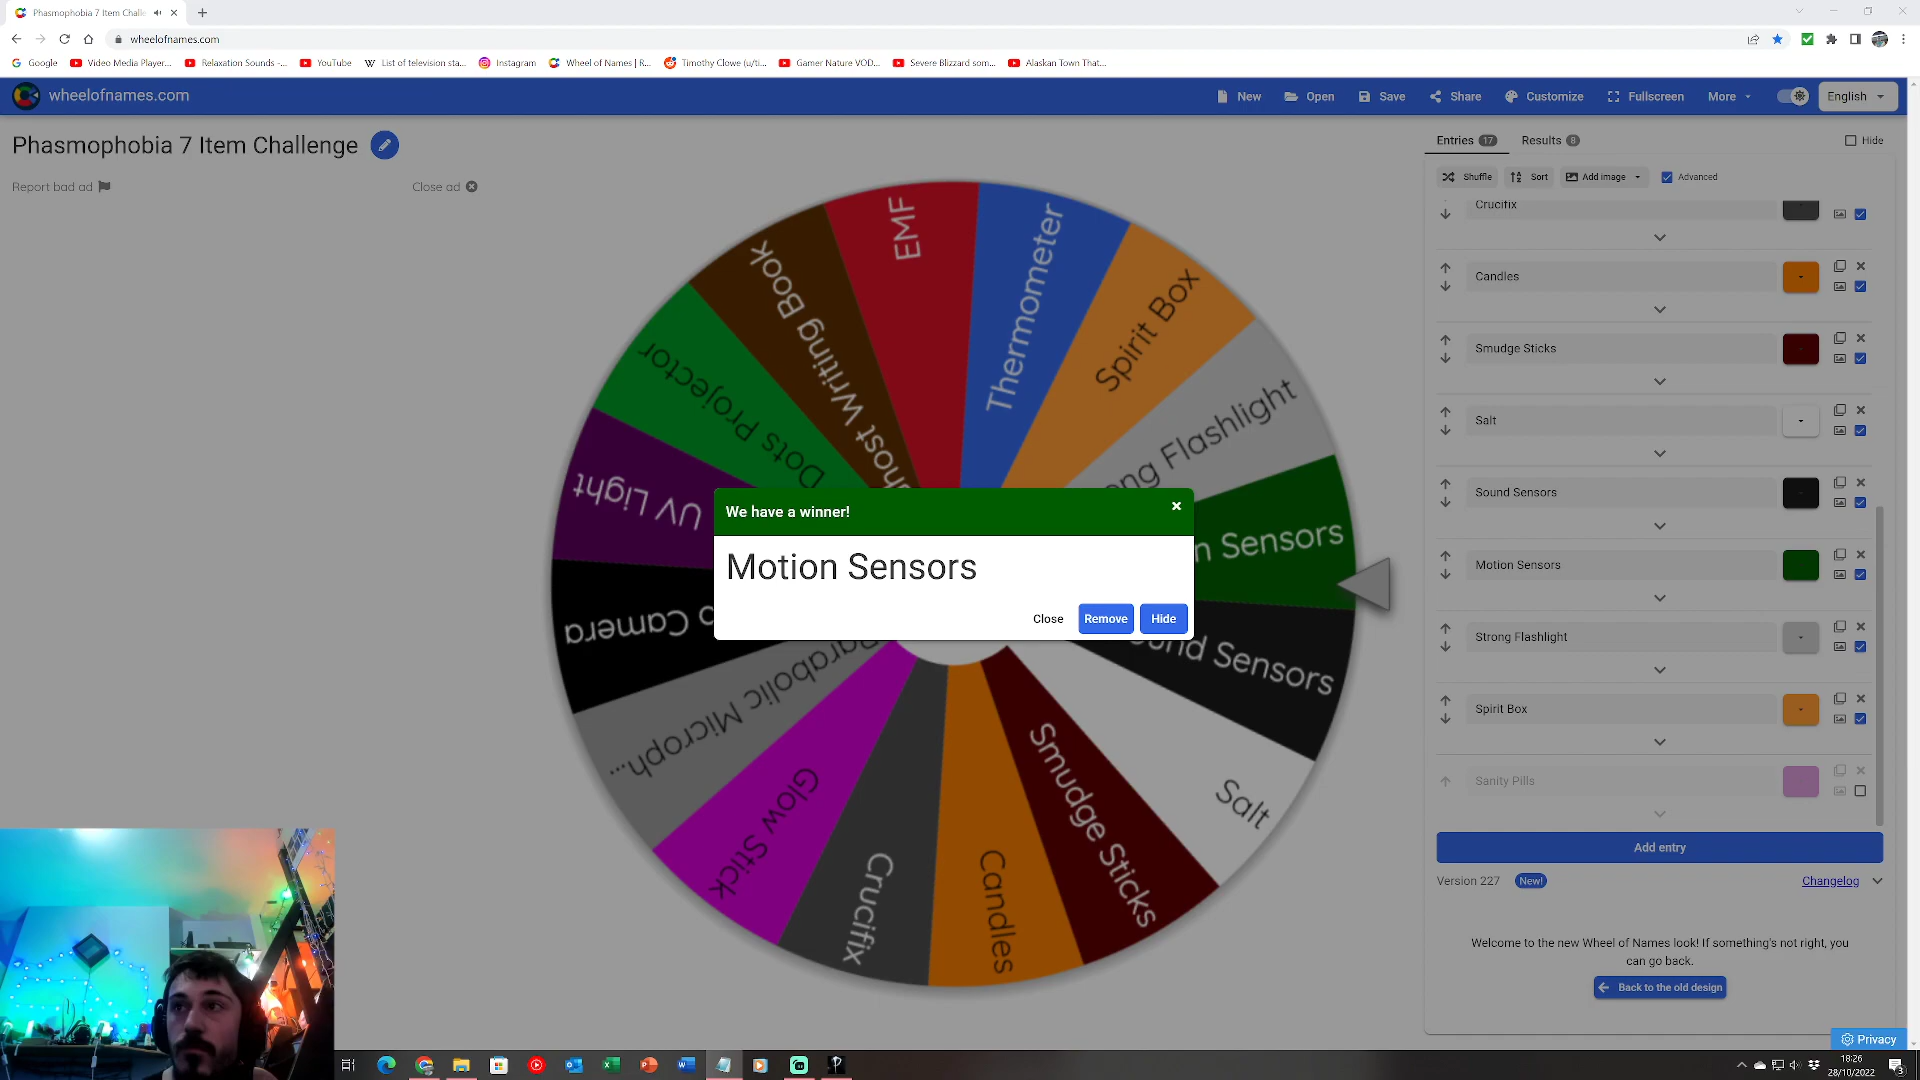 Phasmophobia 7 Item Challe
wheelofnames.com
Google
Video Media Player...
Relaxation Sounds -...
YouTube
List of television sta...
Instagram
Wheel of Names | R...
Timothy Clowe (u/ti...
Gamer Nature VOD...
Severe Blizzard som...
Alaskan Town That...
wheelofnames.com
New
Open
Save
Share
Customize
Fullscreen
More
English
Phasmophobia 7 Item Challenge
Report bad ad
Close ad
Entries 17
Results 8
Hide
Shuffle
Sort
Add image
Advanced
Crucifix
Candles
Smudge Sticks
Salt
Sound Sensors
Motion Sensors
Strong Flashlight
Spirit Box
Sanity Pills
Add entry
Version 227
New!
Changelog
Welcome to the new Wheel of Names look! If something's not right, you
can go back.
Back to the old design
Privacy
EMF
Thermometer
Spirit Box
ong Flashlight
n Sensors
und Sensors
Salt
Smudge Sticks
Candles
Crucifix
Glow Stick
arabolic Microph...
o Camera
UV Light
Dots Projector
host Writing Book
We have a winner!
Motion Sensors
Close
Remove
Hide
18:26
28/10/2022
3